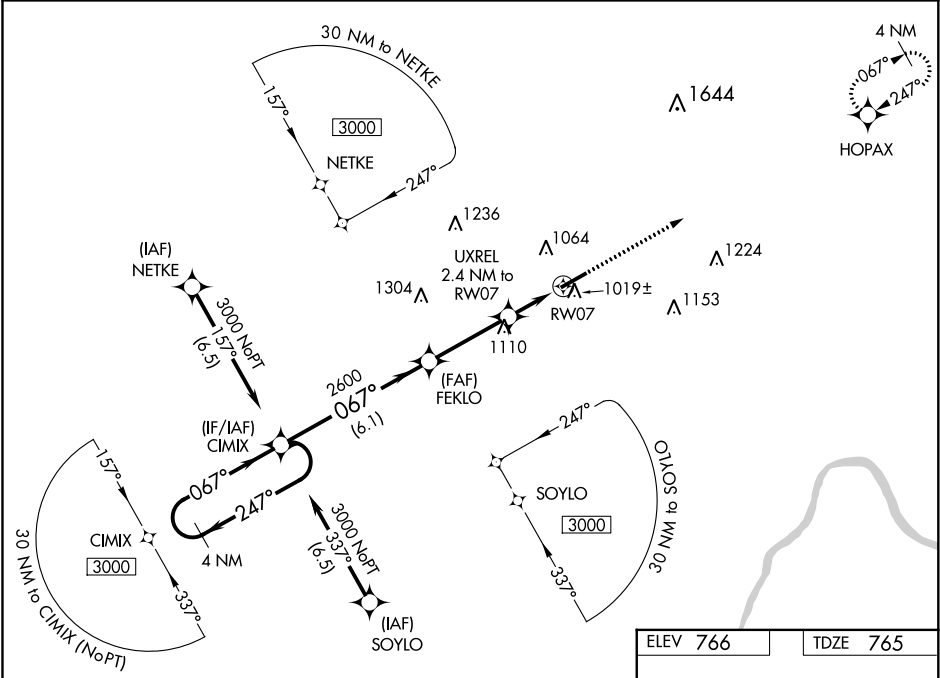 30 NM to NETKE
157°
3000
NETKE
247°
4 NM
067°
247°
HOPAX
1644
1236
1064
1224
UXREL
2.4 NM to
RW07
1304
1019±
RW07
1153
1110
(IAF)
NETKE
3000 NoPT
157°
(6.5)
(FAF)
FEKLO
2600
067°
(6.1)
(IF/IAF)
CIMIX
067°
247°
4 NM
157°
CIMIX
3000
337°
30 NM to CIMIX (NoPT)
3000 NoPT
337°
(6.5)
(IAF)
SOYLO
247°
SOYLO
3000
337°
30 NM to SOYLO
ELEV 766
TDZE 765